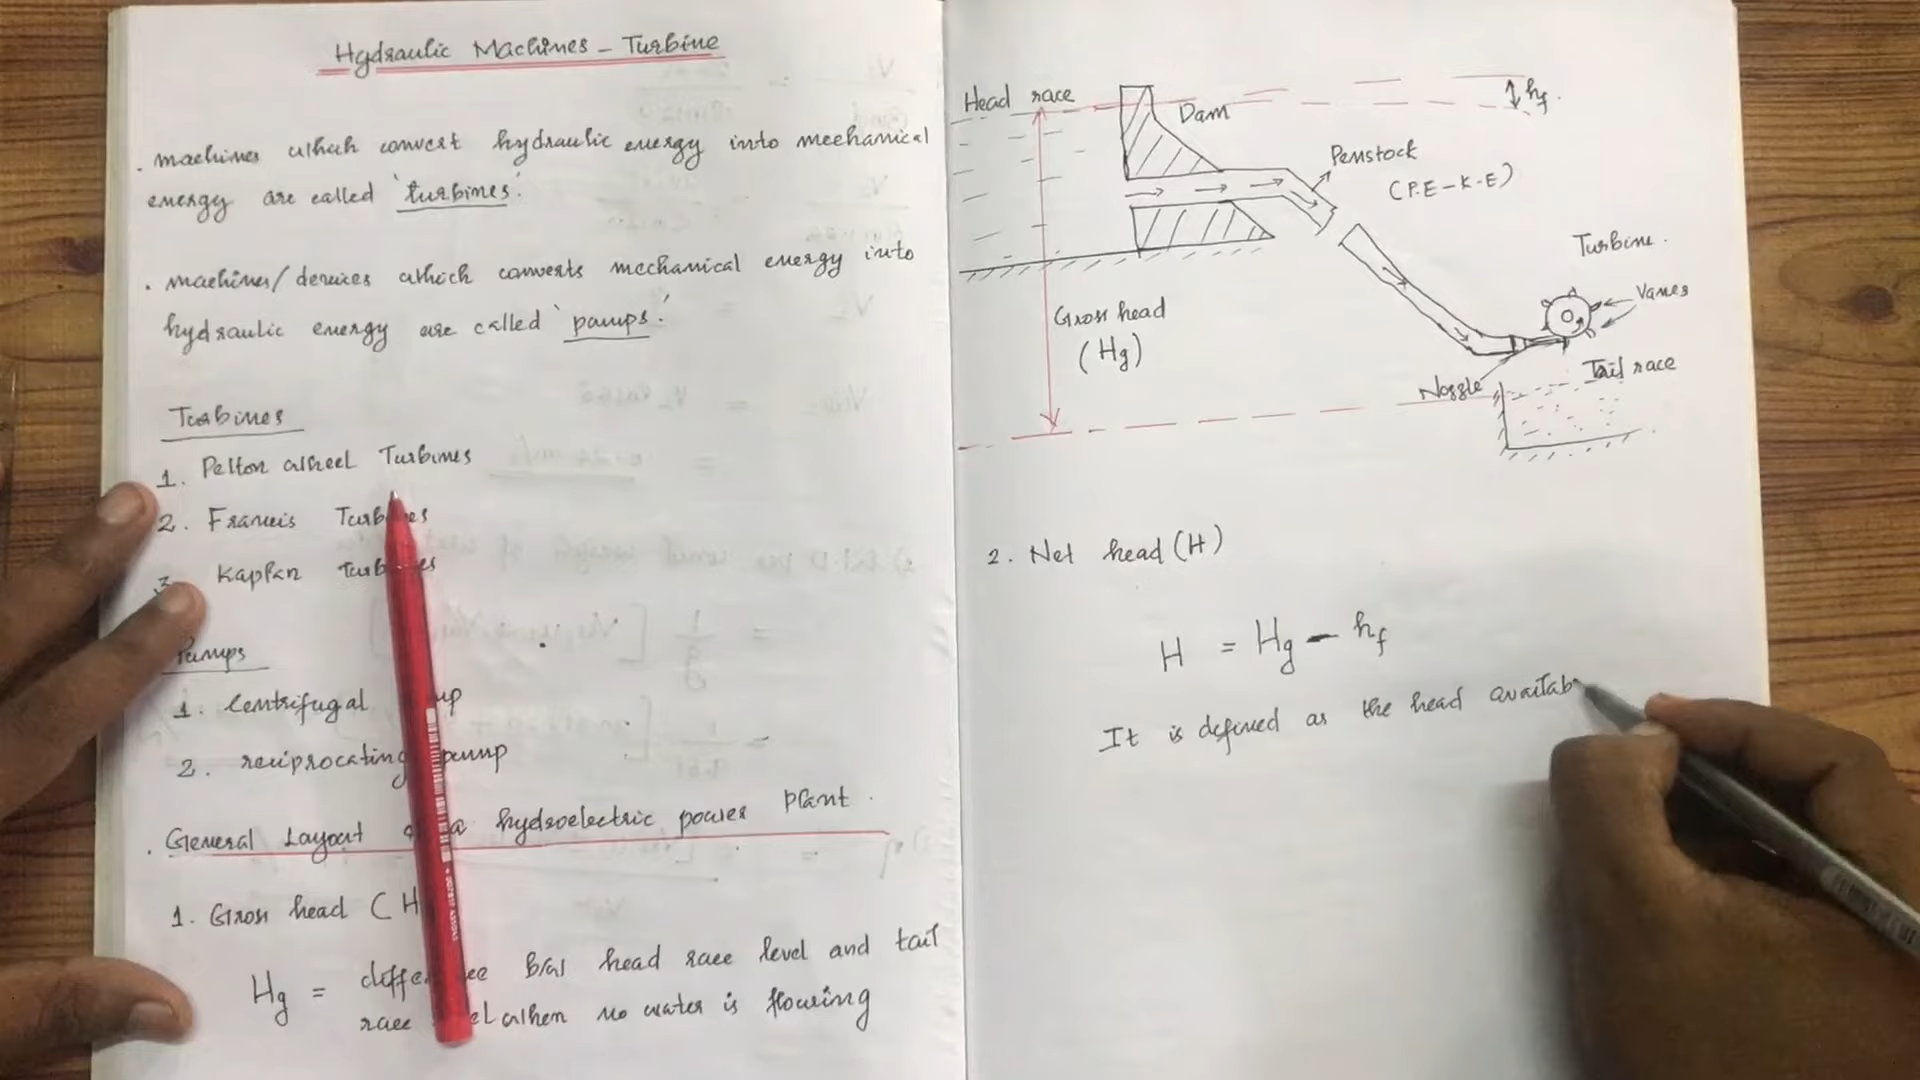 Hydraulic Machines - Turbine
. machines which convert hydraulic energy into mechanical
energy are called 'turbines'.
. machines/devices which converts mechanical energy into
hydraulic energy are called 'pumps'.
Turbines
1. Pelton wheel Turbines
2. Francis Turbines
3. Kaplan
Pumps
1. Centrifugal
2. reciprocating pump
. General Layout a hydroelectric power plant.
1. Gross head (H
Hg = B/w head race level and tail
race when no water is flowing
Head race
Dam
hf.
Penstock
(P.E-K.E)
Turbine.
Vanes
Gross head
(Hg)
Nozzle
Tail race
2. Net head (H)
H = Hg - hf
It is defined as the head availab